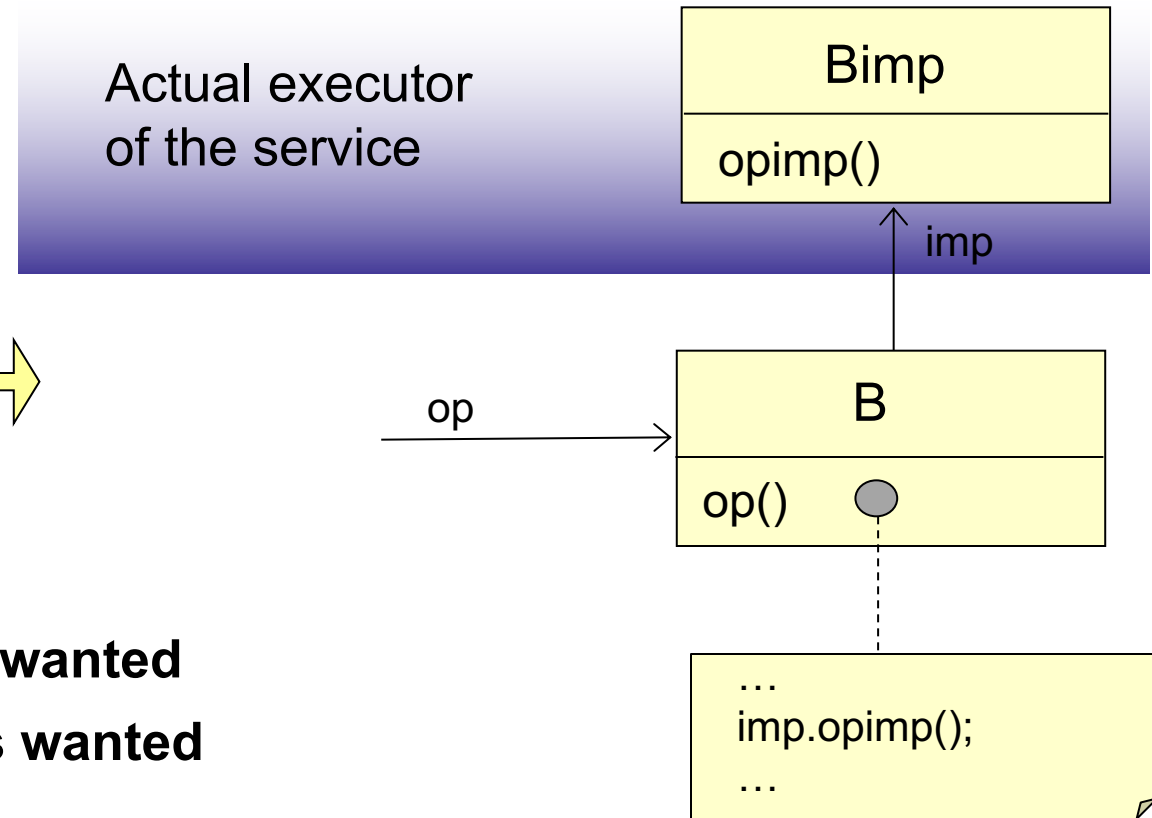 Actual executor
of the service
Bimp
opimp()
imp
op
B
op()
wanted
wanted
…
imp.opimp();
…